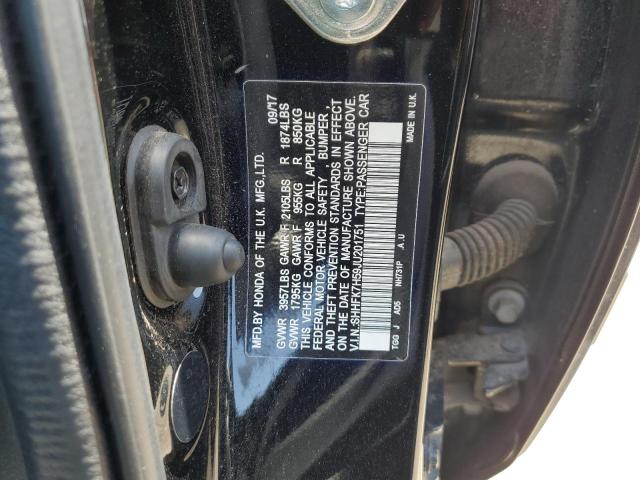 MFD.BY HONDA OF THE U.K. MFG.,LTD. 09/17
GVWR 3957LBS GAWR F 2105LBS R 1874LBS
GVWR 1795KG GAWR F 955KG R 850KG
THIS VEHICLE CONFORMS TO ALL APPLICABLE
FEDERAL MOTOR VEHICLE SAFETY , BUMPER ,
AND THEFT PREVENTION STANDARDS IN EFFECT
ON THE DATE OF MANUFACTURE SHOWN ABOVE.
V.I.N.:SHHFK7H59JU201751 TYPE:PASSENGER CAR
TGG J AD5 NH731P .A.U MADE IN U.K.